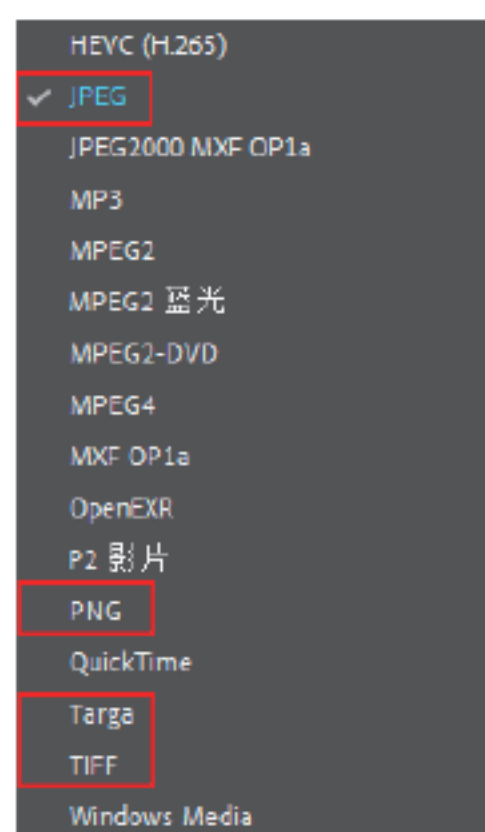 HEVC (H.265)
JPEG
JPEG2000 MXF OP1a
MP3
MPEG2
MPEG2 蓝光
MPEG2-DVD
MPEG4
MXF OP1a
OpenEXR
P2 影片
PNG
QuickTime
Targa
TIFF
Windows Media